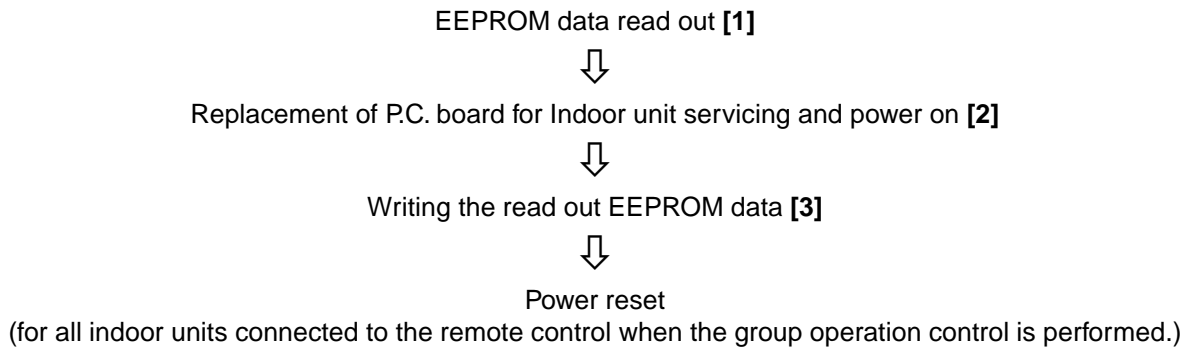 EEPROM data read out [1]
⇩
Replacement of P.C. board for Indoor unit servicing and power on [2]
⇩
Writing the read out EEPROM data [3]
⇩
Power reset
(for all indoor units connected to the remote control when the group operation control is performed.)